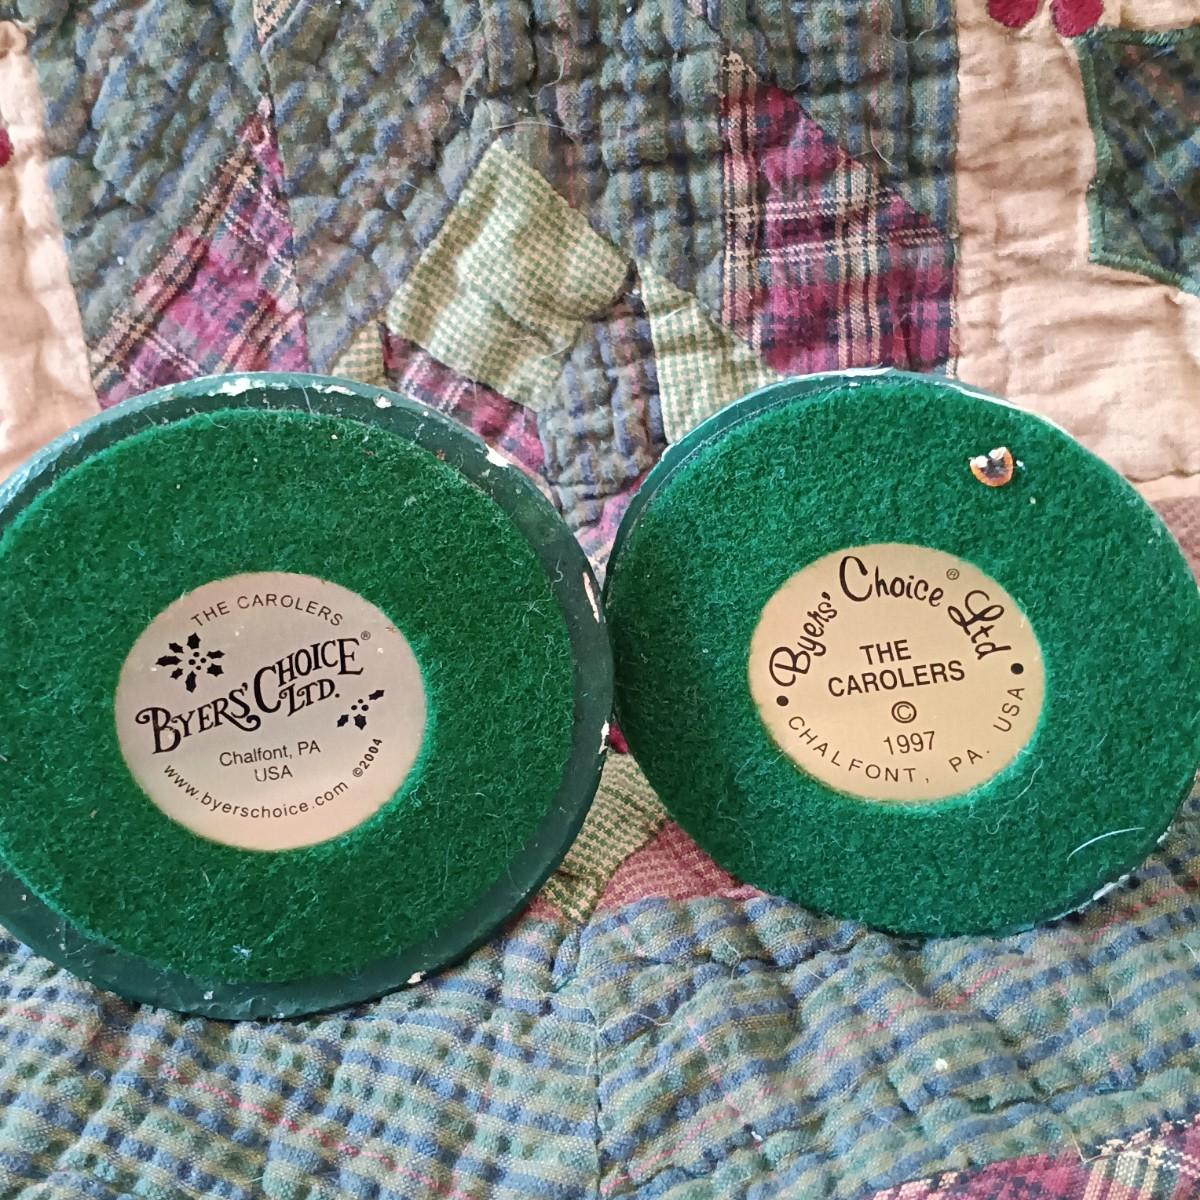 THE CAROLERS
BYERS' CHOICE®
LTD.
Chalfont, PA
USA
www.byerschoice.com ©2004
Byers' Choice® Ltd
THE
CAROLERS
©
1997
• CHALFONT, PA. USA •